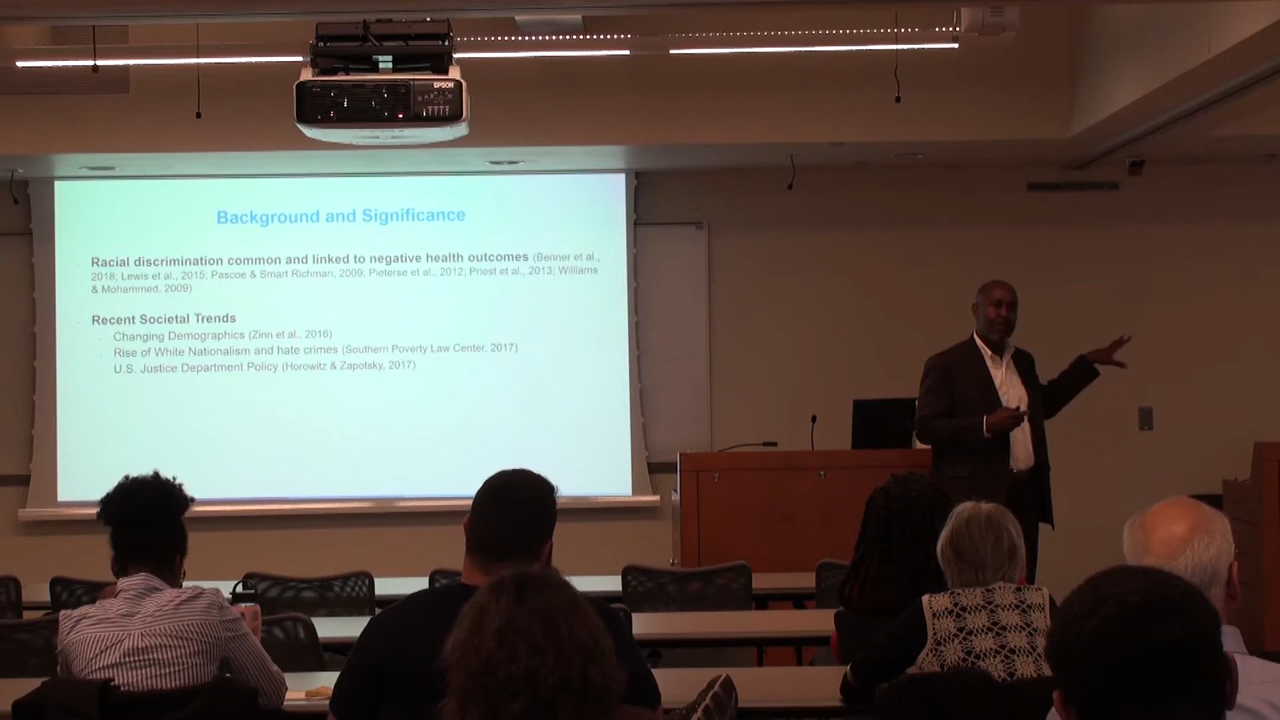 EPSON
Background and Significance
Racial discrimination common and linked to negative health outcomes (Benner et al.,
2018; Lewis et al., 2015; Pascoe & Smart Richman, 2009; Pieterse et al., 2012; Priest et al., 2013; Williams
& Mohammed, 2009)
Recent Societal Trends
Changing Demographics (Zinn et al., 2016)
Rise of White Nationalism and hate crimes (Southern Poverty Law Center, 2017)
U.S. Justice Department Policy (Horowitz & Zapotsky, 2017)